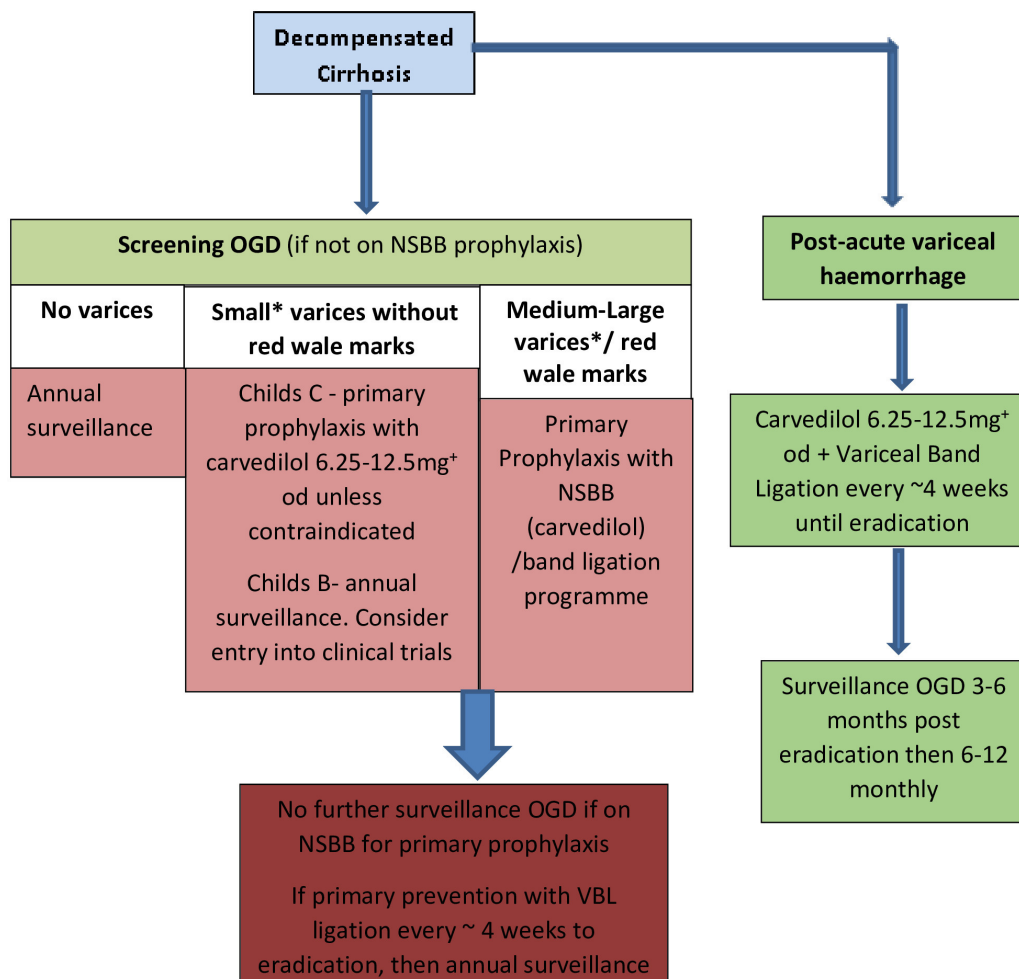 Decompensated
Cirrhosis
Screening OGD (if not on NSBB prophylaxis)
No varices
Annual
surveillance
Small* varices without
red wale marks
Childs C - primary
prophylaxis with
carvedilol 6.25-12.5mg⁺
od unless
contraindicated
Childs B- annual
surveillance. Consider
entry into clinical trials
Medium-Large
varices*/ red
wale marks
Primary
Prophylaxis with
NSBB
(carvedilol)
/band ligation
programme
No further surveillance OGD if on
NSBB for primary prophylaxis
If primary prevention with VBL
ligation every ~ 4 weeks to
eradication, then annual surveillance
Post-acute variceal
haemorrhage
Carvedilol 6.25-12.5mg⁺
od + Variceal Band
Ligation every ~4 weeks
until eradication
Surveillance OGD 3-6
months post
eradication then 6-12
monthly